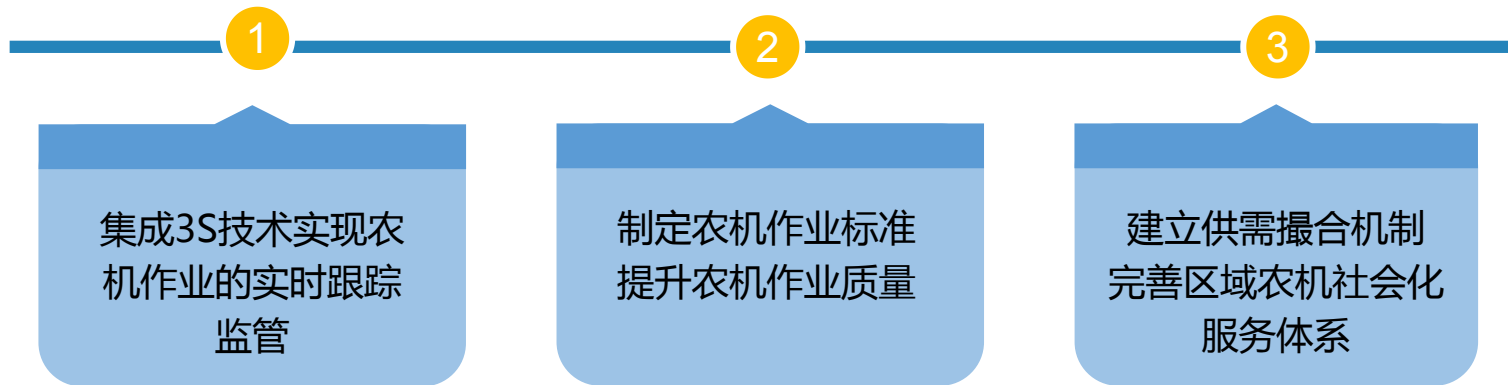 1
2
3
集成3S技术实现农
机作业的实时跟踪
监管
制定农机作业标准
提升农机作业质量
建立供需撮合机制
完善区域农机社会化
服务体系